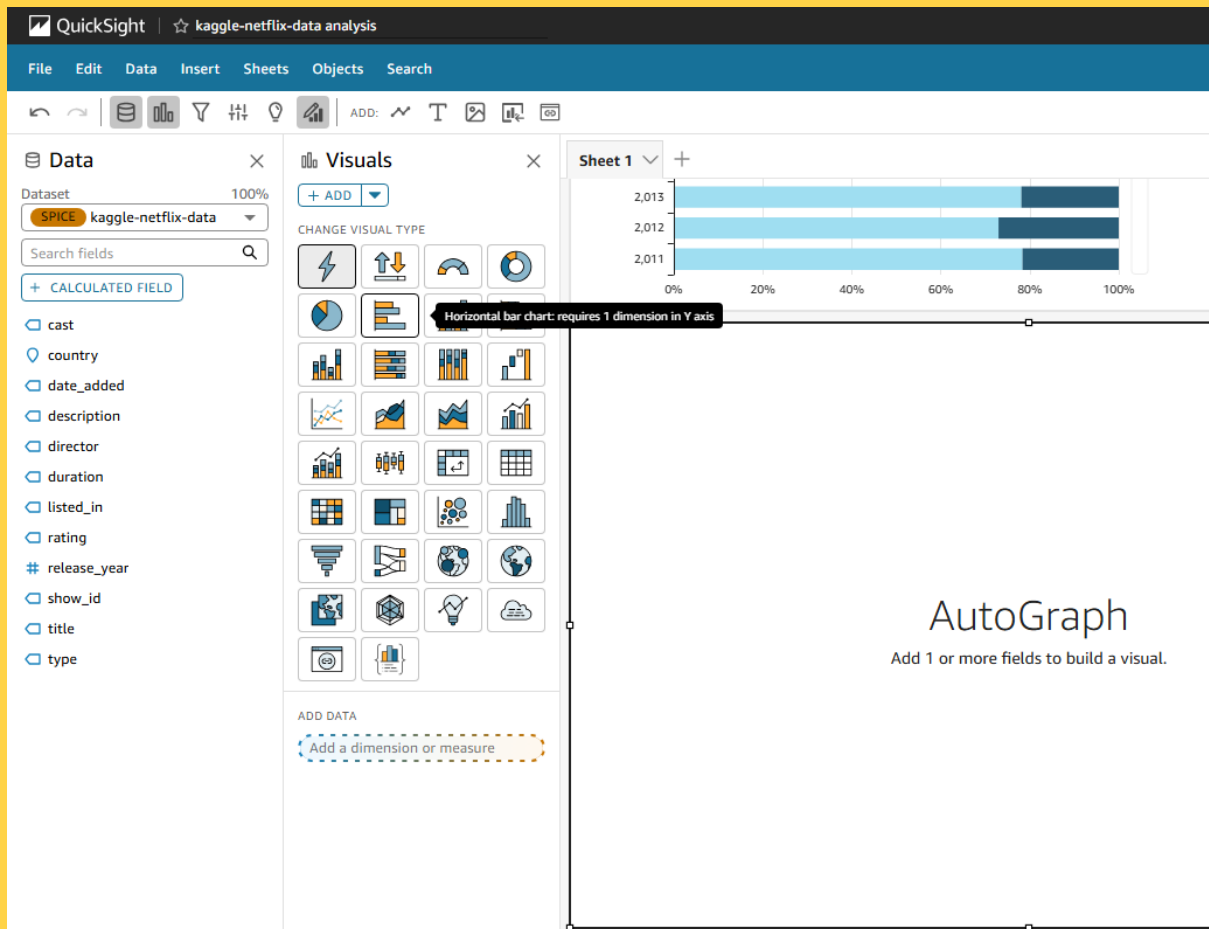 QuickSight kaggle-netflix-data analysis
File Edit Data Insert Sheets Objects Search
ADD:
Data
Dataset 100%
SPICE kaggle-netflix-data
Search fields
+ CALCULATED FIELD
cast
country
date_added
description
director
duration
listed_in
rating
# release_year
show_id
title
type
Visuals
+ ADD
CHANGE VISUAL TYPE
Horizontal bar chart: requires 1 dimension in Y axis
ADD DATA
Add a dimension or measure
Sheet 1 +
2,013
2,012
2,011
0% 20% 40% 60% 80% 100%
AutoGraph
Add 1 or more fields to build a visual.